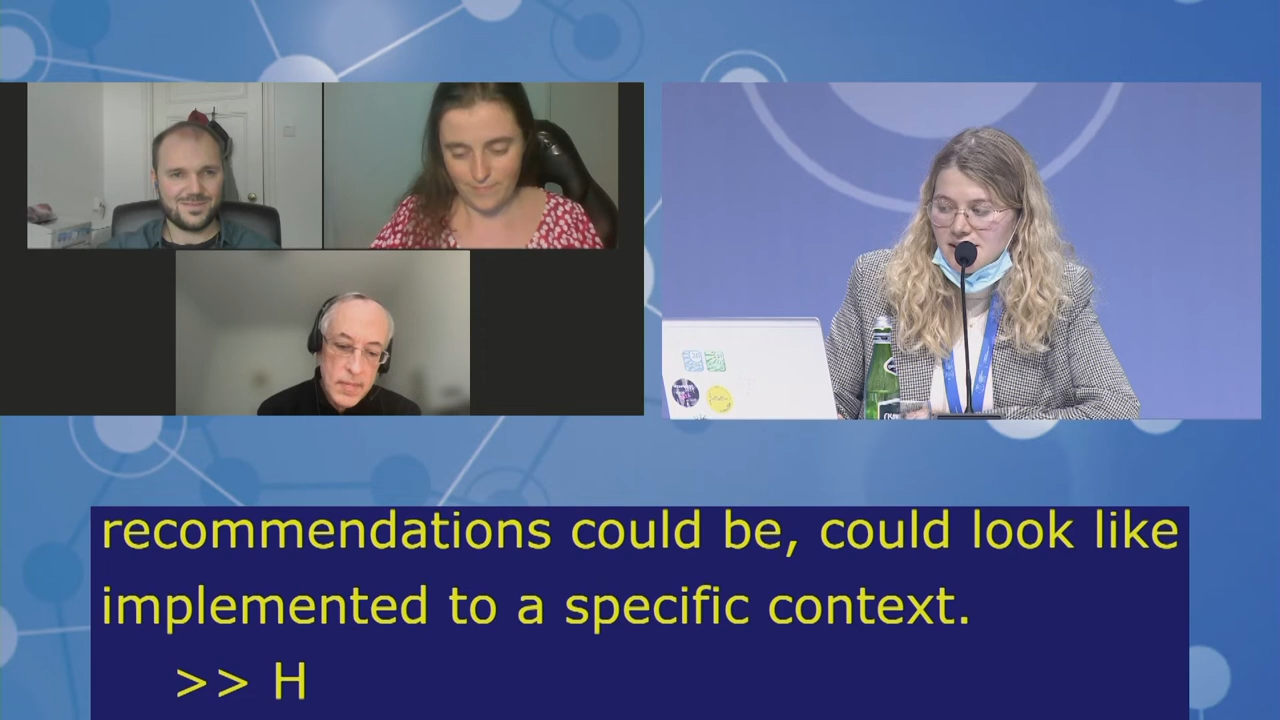 recommendations could be, could look like
implemented to a specific context.
>> H